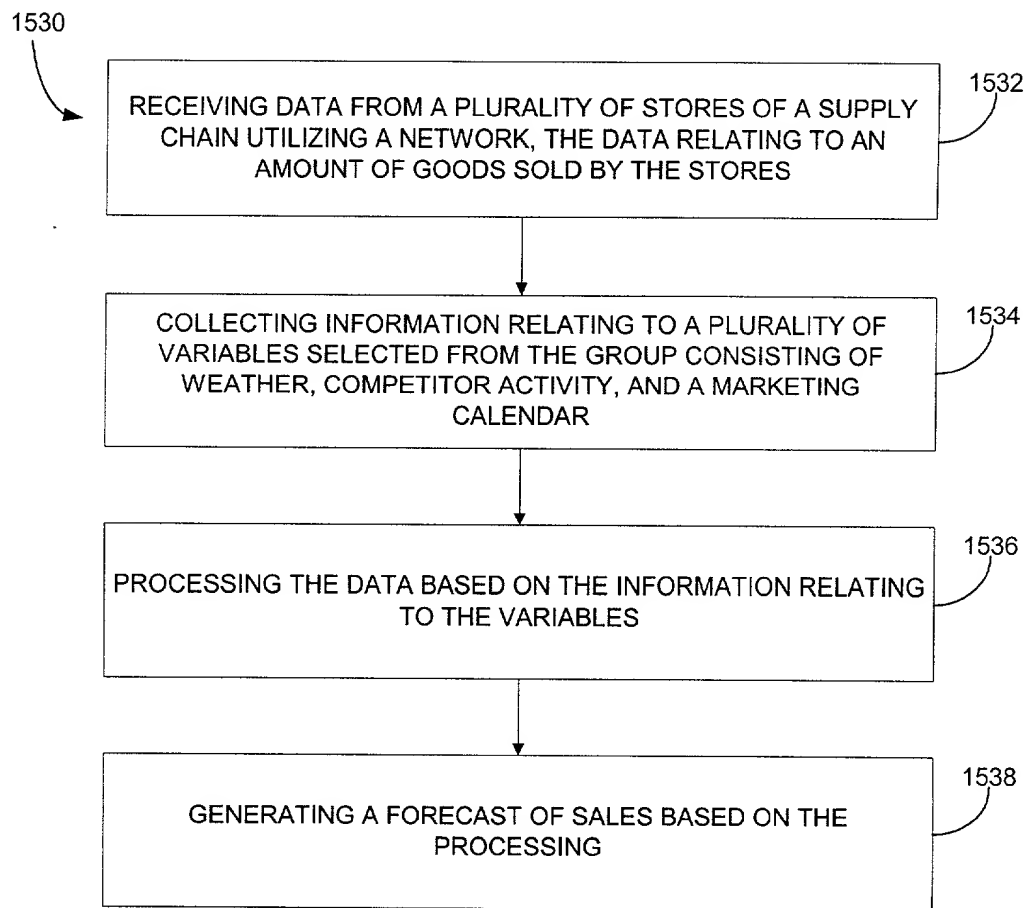 1530
1532
RECEIVING DATA FROM A PLURALITY OF STORES OF A SUPPLY
CHAIN UTILIZING A NETWORK, THE DATA RELATING TO AN
AMOUNT OF GOODS SOLD BY THE STORES
1534
COLLECTING INFORMATION RELATING TO A PLURALITY OF
VARIABLES SELECTED FROM THE GROUP CONSISTING OF
WEATHER, COMPETITOR ACTIVITY, AND A MARKETING
CALENDAR
1536
PROCESSING THE DATA BASED ON THE INFORMATION RELATING
TO THE VARIABLES
1538
GENERATING A FORECAST OF SALES BASED ON THE
PROCESSING